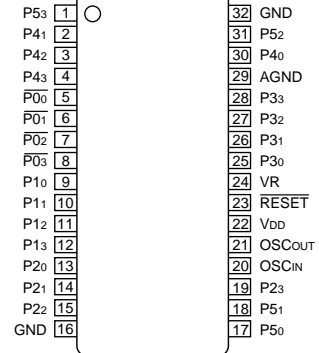 P53 1 32 GND
P41 2 31 P52
P42 3 30 P40
P43 4 29 AGND
P00 5 28 P33
P01 6 27 P32
P02 7 26 P31
P03 8 25 P30
P10 9 24 VR
P11 10 23 RESET
P12 11 22 VDD
P13 12 21 OSCOUT
P20 13 20 OSCIN
P21 14 19 P23
P22 15 18 P51
GND 16 17 P50